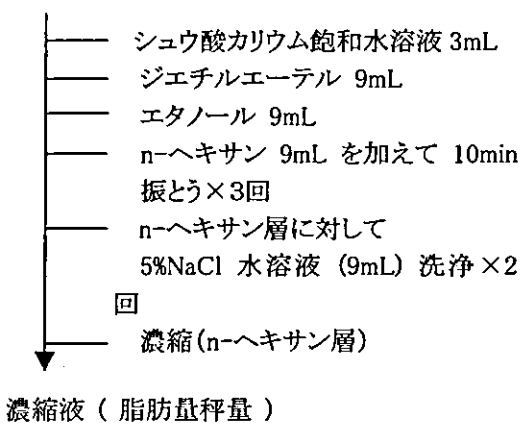 シュウ酸カリウム飽和水溶液 3mL
ジエチルエーテル 9mL
エタノール 9mL
n-ヘキサン 9mL を加えて 10min
振とう×3回
n-ヘキサン層に対して
5%NaCl 水溶液 (9mL) 洗浄×2
回
濃縮(n-ヘキサン層)
濃縮液 ( 脂肪量秤量 )